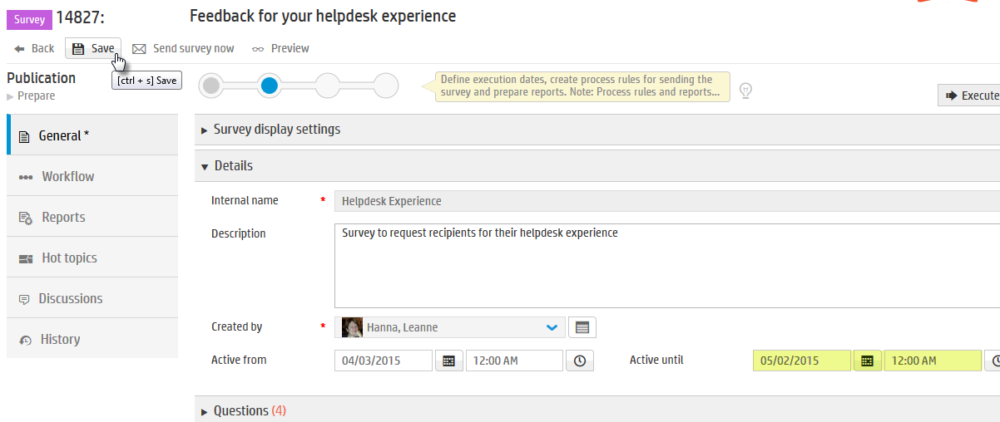 Survey 14827: Feedback for your helpdesk experience
Back Save Send survey now Preview
[ctrl + s] Save
Publication
Prepare
Define execution dates, create process rules for sending the
survey and prepare reports. Note: Process rules and reports...
Execute
General *
Workflow
Reports
Hot topics
Discussions
History
Survey display settings
Details
Internal name * Helpdesk Experience
Description Survey to request recipients for their helpdesk experience
Created by * Hanna, Leanne
Active from 04/03/2015 12:00 AM Active until 05/02/2015 12:00 AM
Questions (4)